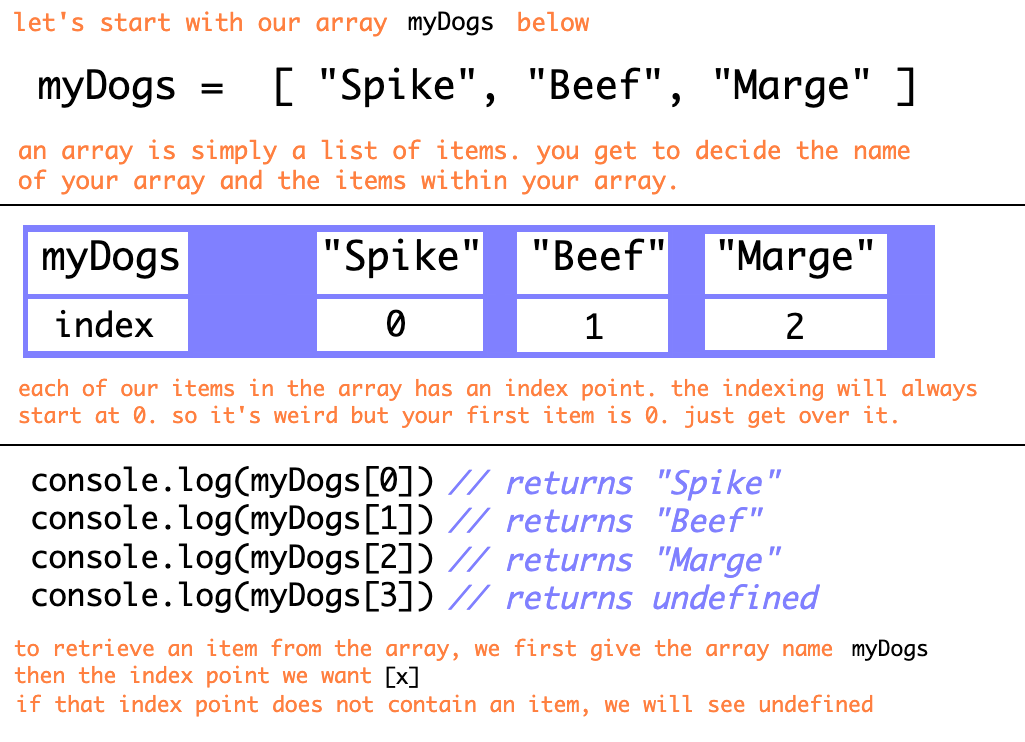 let's start with our array myDogs below
myDogs = [ "Spike", "Beef", "Marge" ]
an array is simply a list of items. you get to decide the name
of your array and the items within your array.
myDogs "Spike" "Beef" "Marge"
index 0 1 2
each of our items in the array has an index point. the indexing will always
start at 0. so it's weird but your first item is 0. just get over it.
console.log(myDogs[0]) // returns "Spike"
console.log(myDogs[1]) // returns "Beef"
console.log(myDogs[2]) // returns "Marge"
console.log(myDogs[3]) // returns undefined
to retrieve an item from the array, we first give the array name myDogs
then the index point we want [x]
if that index point does not contain an item, we will see undefined